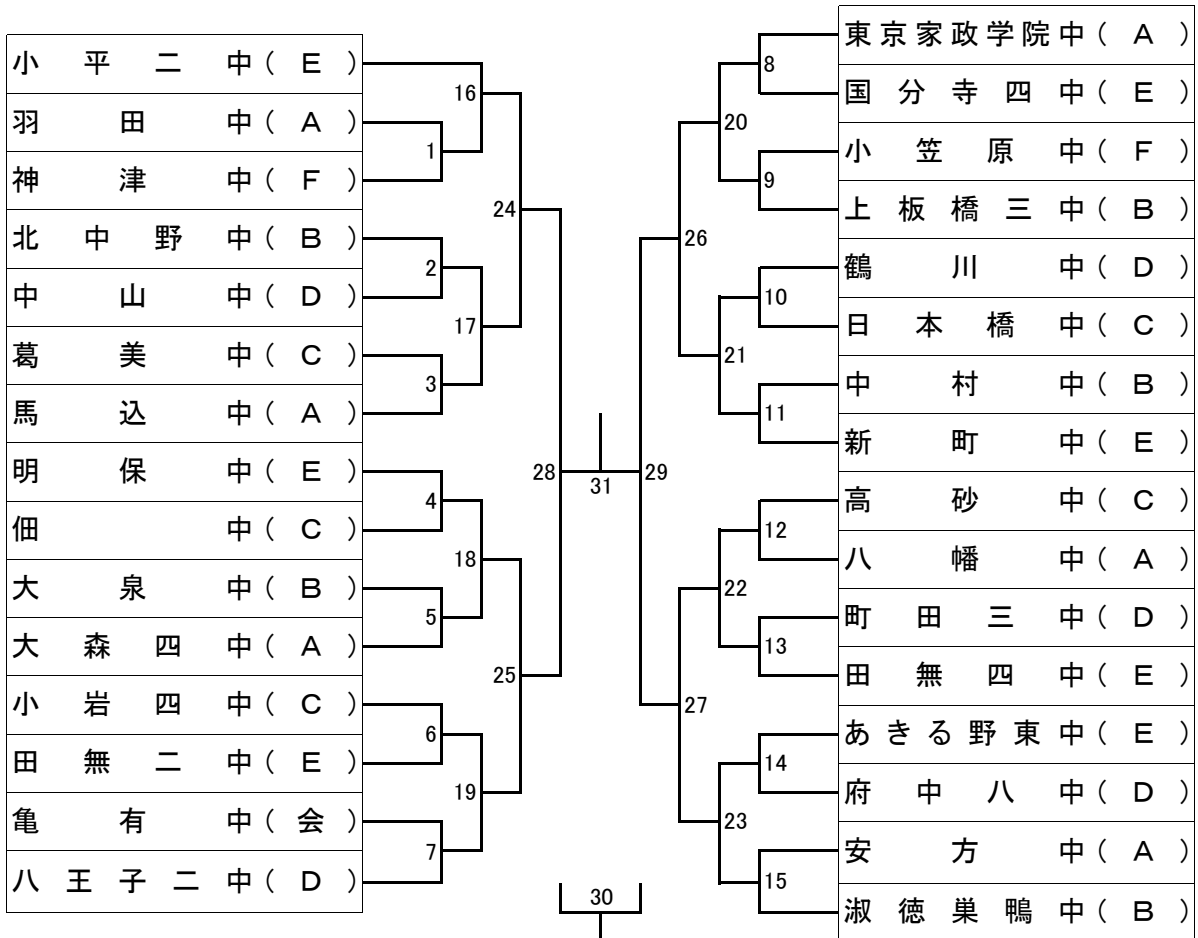 小平二中(E)
羽田中(A)
神津中(F)
北中野中(B)
中山中(D)
葛美中(C)
馬込中(A)
明保中(E)
佃中(C)
大泉中(B)
大森四中(A)
小岩四中(C)
田無二中(E)
亀有中(会)
八王子二中(D)
16
1
24
2
17
3
28
4
18
5
25
6
19
7
31
30
29
東京家政学院中(A)
国分寺四中(E)
小笠原中(F)
上板橋三中(B)
鶴川中(D)
日本橋中(C)
中村中(B)
新町中(E)
高砂中(C)
八幡中(A)
町田三中(D)
田無四中(E)
あきる野東中(E)
府中八中(D)
安方中(A)
淑徳巣鴨中(B)
8
20
9
26
10
21
11
12
22
13
27
14
23
15